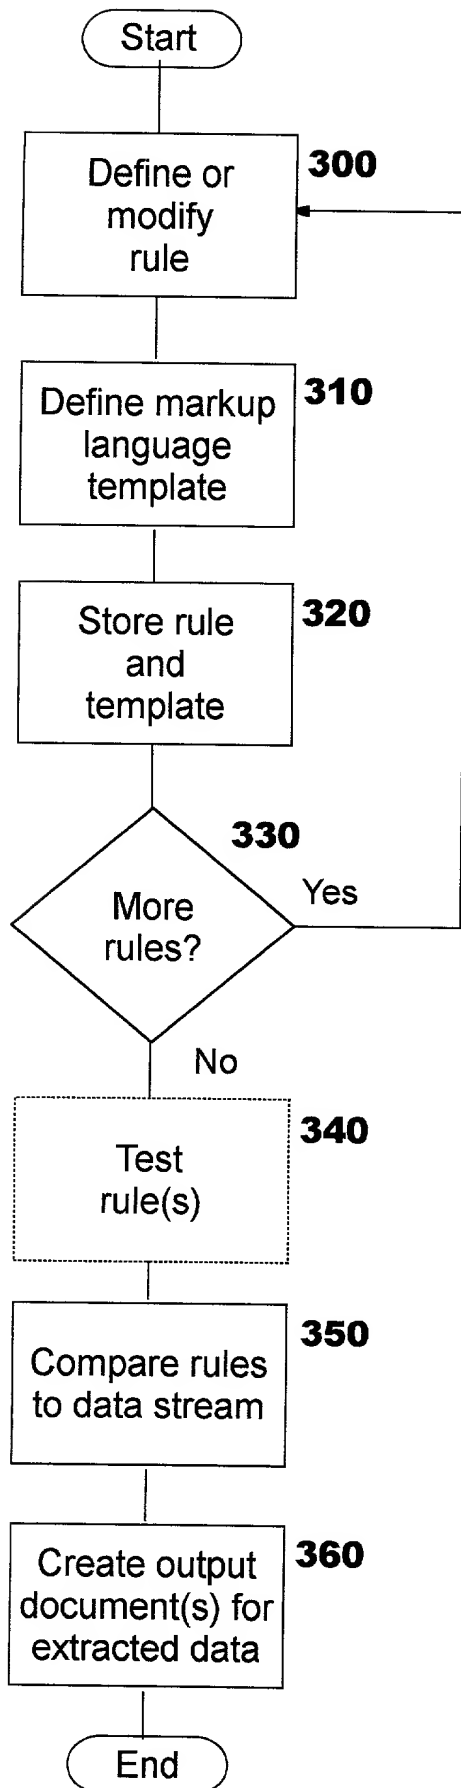 Start
300
Define or
modify
rule
310
Define markup
language
template
320
Store rule
and
template
330
More
rules?
Yes
No
340
Test
rule(s)
350
Compare rules
to data stream
360
Create output
document(s) for
extracted data
End